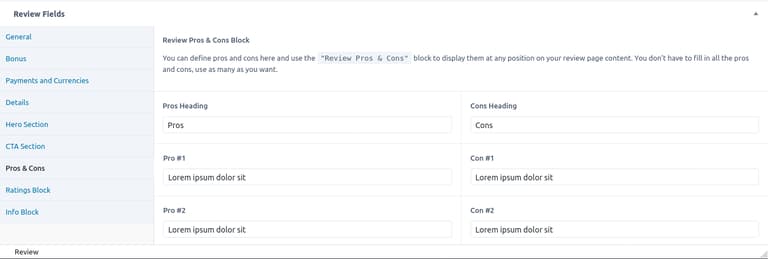 Review Fields
General
Bonus
Payments and Currencies
Details
Hero Section
CTA Section
Pros & Cons
Ratings Block
Info Block
Review Pros & Cons Block
You can define pros and cons here and use the "Review Pros & Cons" block to display them at any position on your review page content. You don't have to fill in all the pros
and cons, use as many as you want.
Pros Heading
Pros
Cons Heading
Cons
Pro #1
Lorem ipsum dolor sit
Con #1
Lorem ipsum dolor sit
Pro #2
Lorem ipsum dolor sit
Con #2
Lorem ipsum dolor sit
Review